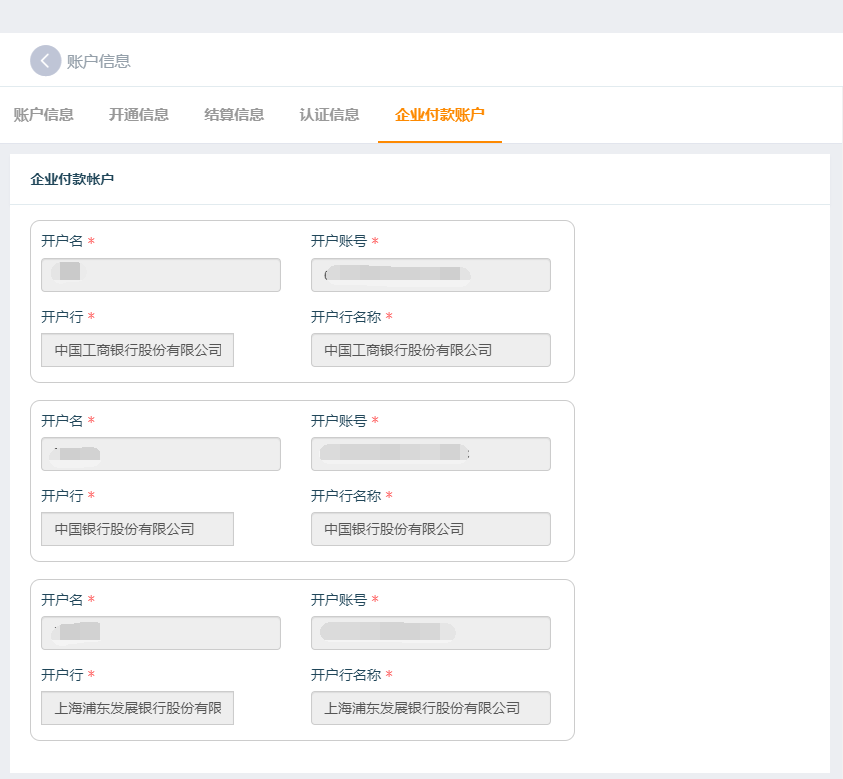 账户信息
账户信息 开通信息 结算信息 认证信息 企业付款账户
企业付款帐户
开户名 * 开户账号 *
开户行 * 开户行名称 *
中国工商银行股份有限公司 中国工商银行股份有限公司
开户名 * 开户账号 *
开户行 * 开户行名称 *
中国银行股份有限公司 中国银行股份有限公司
开户名 * 开户账号 *
开户行 * 开户行名称 *
上海浦东发展银行股份有限 上海浦东发展银行股份有限公司